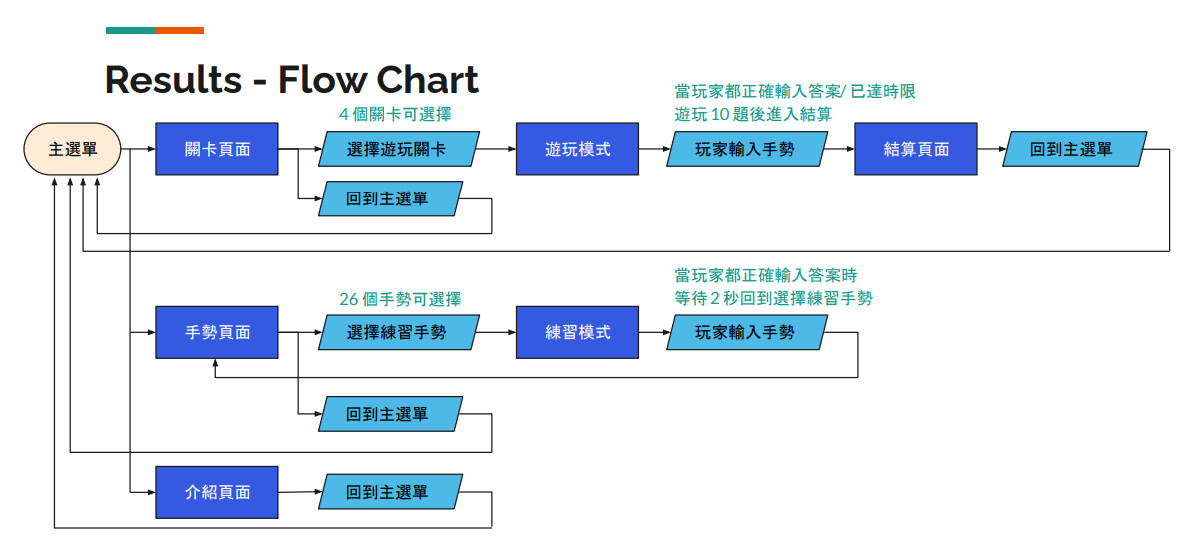 Results - Flow Chart
4 個關卡可選擇
當玩家都正確輸入答案/ 已達時限
遊玩 10 題後進入結算
主選單
關卡頁面
選擇遊玩關卡
遊玩模式
玩家輸入手勢
結算頁面
回到主選單
回到主選單
26 個手勢可選擇
當玩家都正確輸入答案時
等待 2 秒回到選擇練習手勢
手勢頁面
選擇練習手勢
練習模式
玩家輸入手勢
回到主選單
介紹頁面
回到主選單